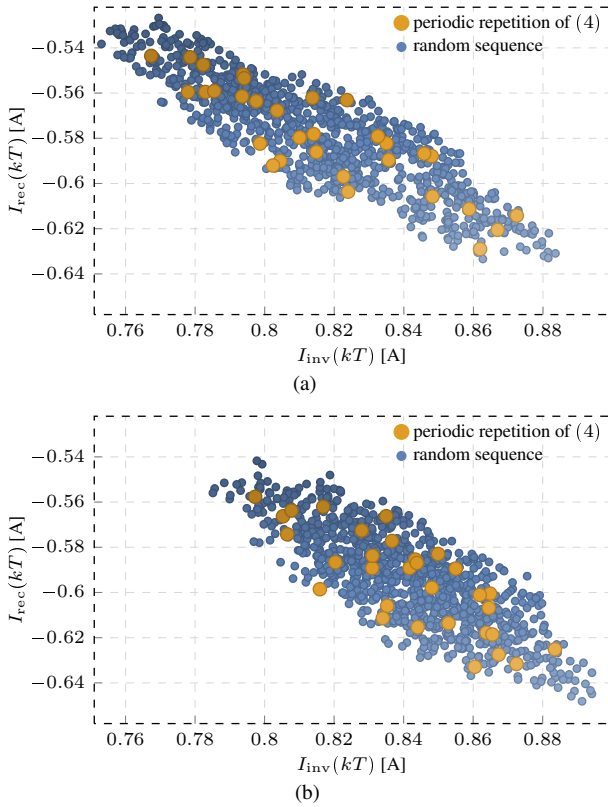 periodic repetition of (4)
random sequence
−0.54
−0.56
−0.58
−0.6
−0.62
−0.64
I_rec(kT) [A]
0.76 0.78 0.8 0.82 0.84 0.86 0.88
I_inv(kT) [A]
(a)
periodic repetition of (4)
random sequence
−0.54
−0.56
−0.58
−0.6
−0.62
−0.64
I_rec(kT) [A]
0.76 0.78 0.8 0.82 0.84 0.86 0.88
I_inv(kT) [A]
(b)